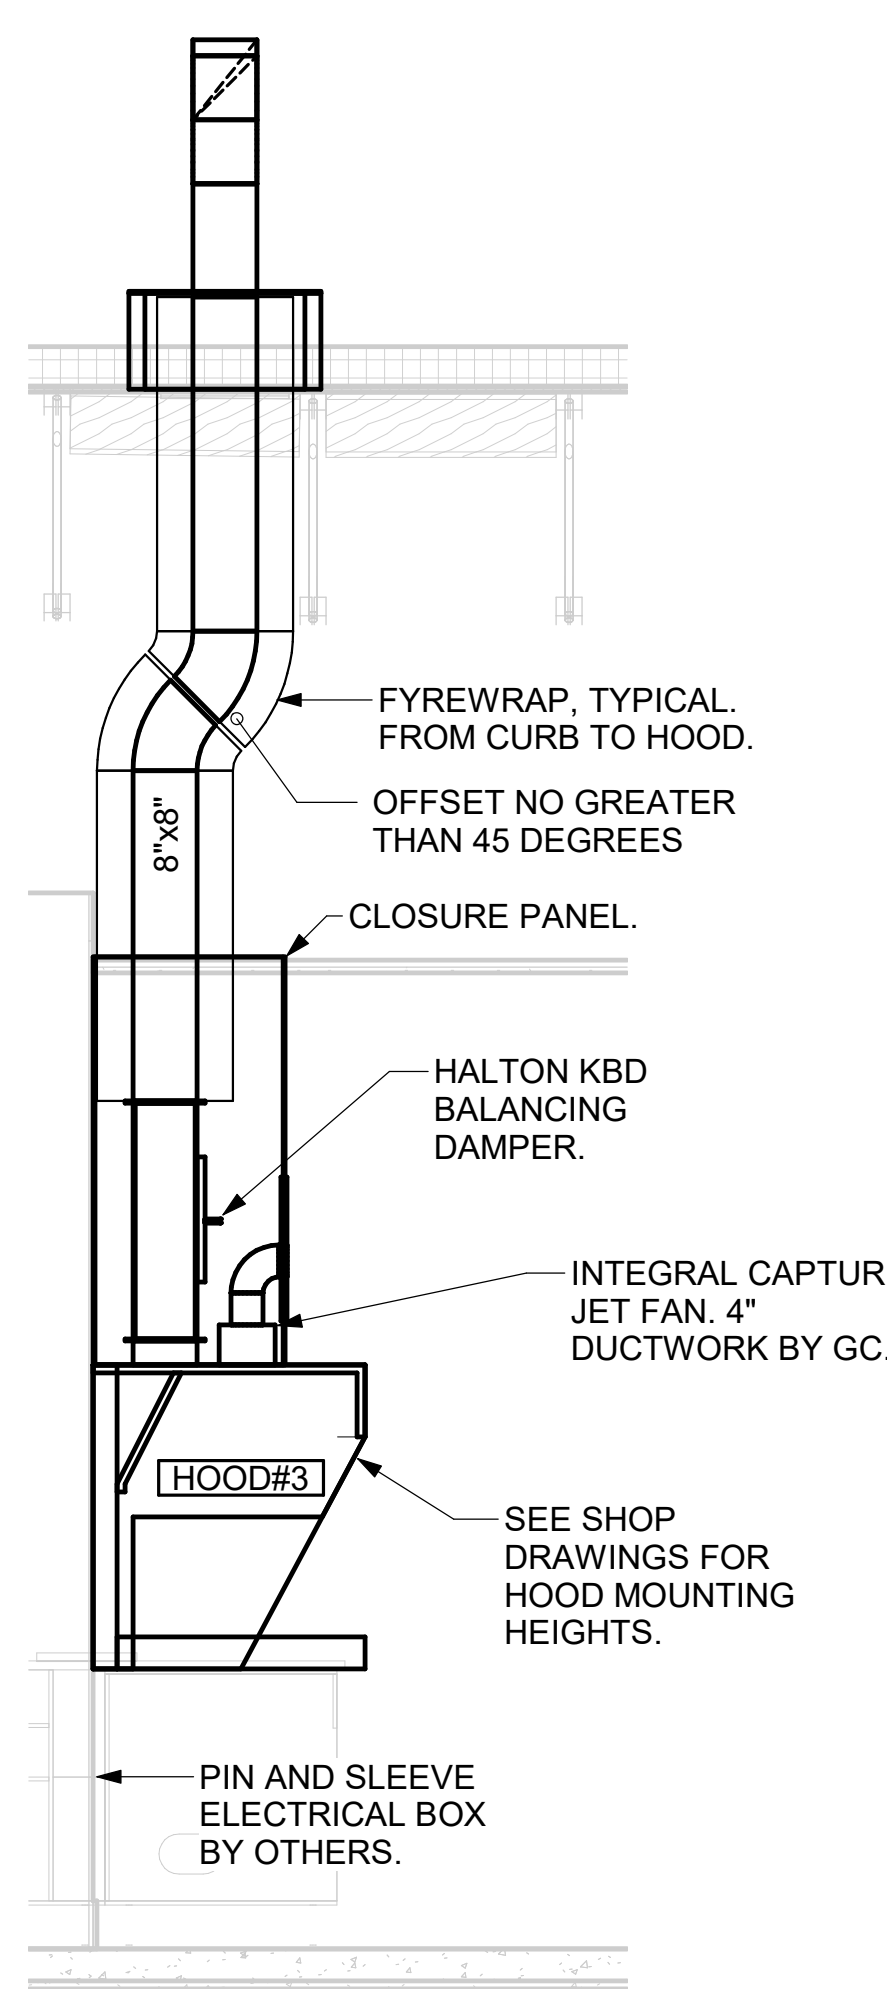 FYREWRAP, TYPICAL.
FROM CURB TO HOOD.
OFFSET NO GREATER
THAN 45 DEGREES
8"x8"
CLOSURE PANEL.
HALTON KBD
BALANCING
DAMPER.
INTEGRAL CAPTUR
JET FAN. 4"
DUCTWORK BY GC.
HOOD#3
SEE SHOP
DRAWINGS FOR
HOOD MOUNTING
HEIGHTS.
PIN AND SLEEVE
ELECTRICAL BOX
BY OTHERS.